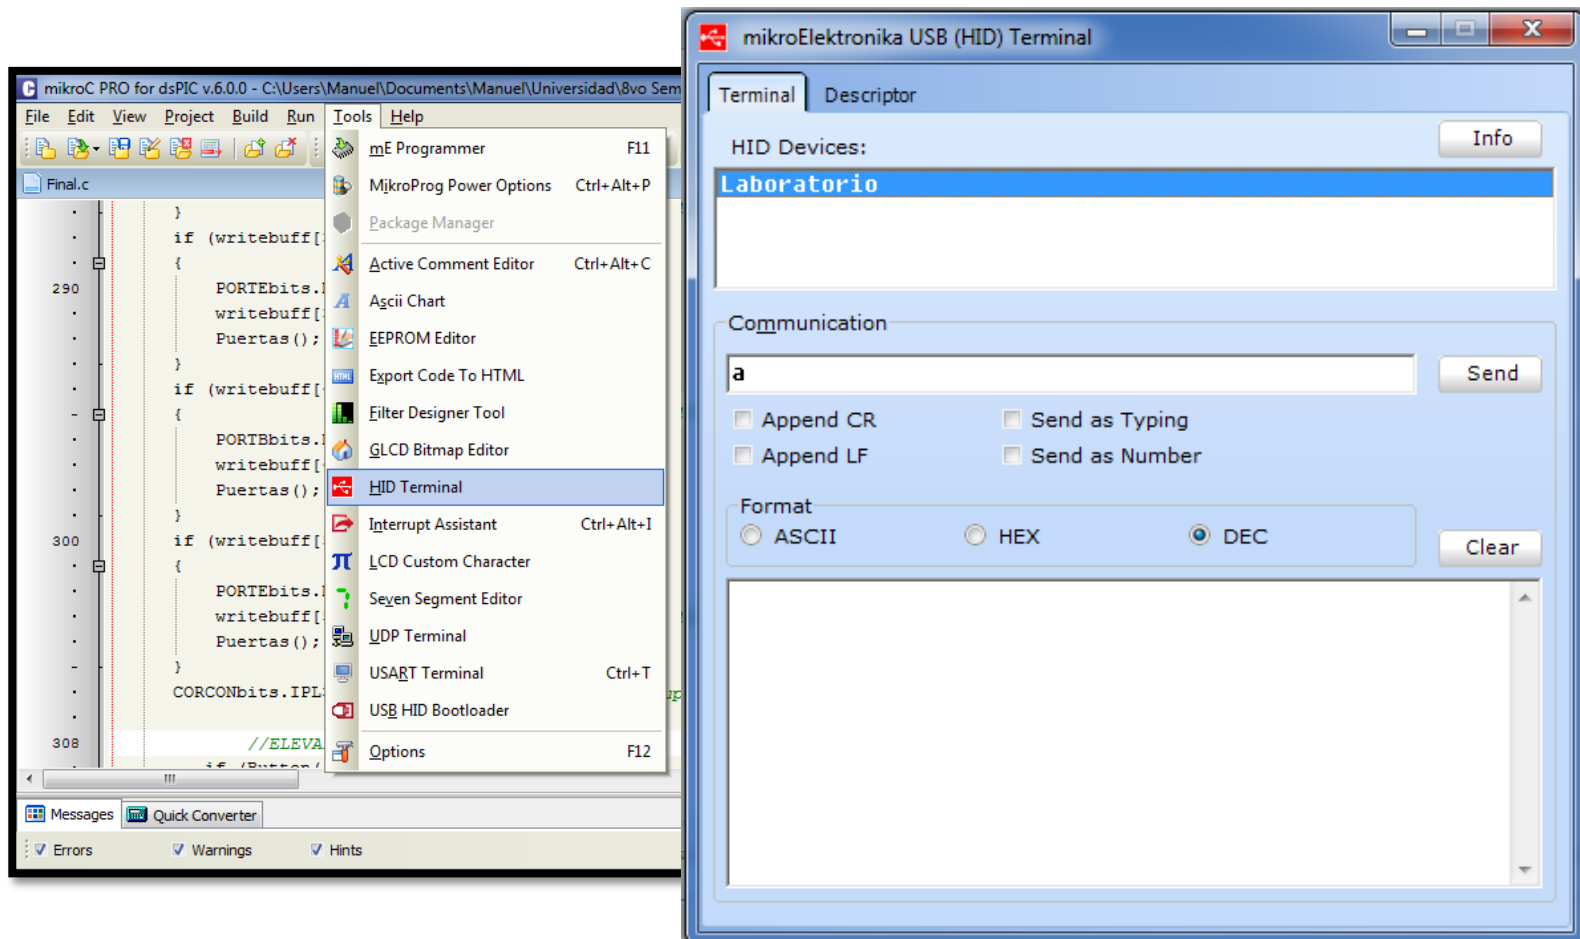 mikroC PRO for dsPIC v.6.0.0 - C:\Users\Manuel\Documents\Manuel\Universidad\8vo Sem
File Edit View Project Build Run Tools Help
Final.c
}
if (writebuff[
{
290 PORTEbits.
writebuff[
Puertas();
}
if (writebuff[
{
PORTBbits.
writebuff[
Puertas();
}
300 if (writebuff[
{
PORTEbits.
writebuff[
Puertas();
}
CORCONbits.IPL
308 //ELEVA
if (Button(
Messages Quick Converter
Errors Warnings Hints
mE Programmer F11
MikroProg Power Options Ctrl+Alt+P
Package Manager
Active Comment Editor Ctrl+Alt+C
Ascii Chart
EEPROM Editor
HTML Export Code To HTML
Filter Designer Tool
GLCD Bitmap Editor
HID Terminal
Interrupt Assistant Ctrl+Alt+I
LCD Custom Character
Seven Segment Editor
UDP Terminal
USART Terminal Ctrl+T
USB HID Bootloader
Options F12
mikroElektronika USB (HID) Terminal
Terminal Descriptor
HID Devices: Info
Laboratorio
Communication
a Send
Append CR Send as Typing
Append LF Send as Number
Format
ASCII HEX DEC Clear